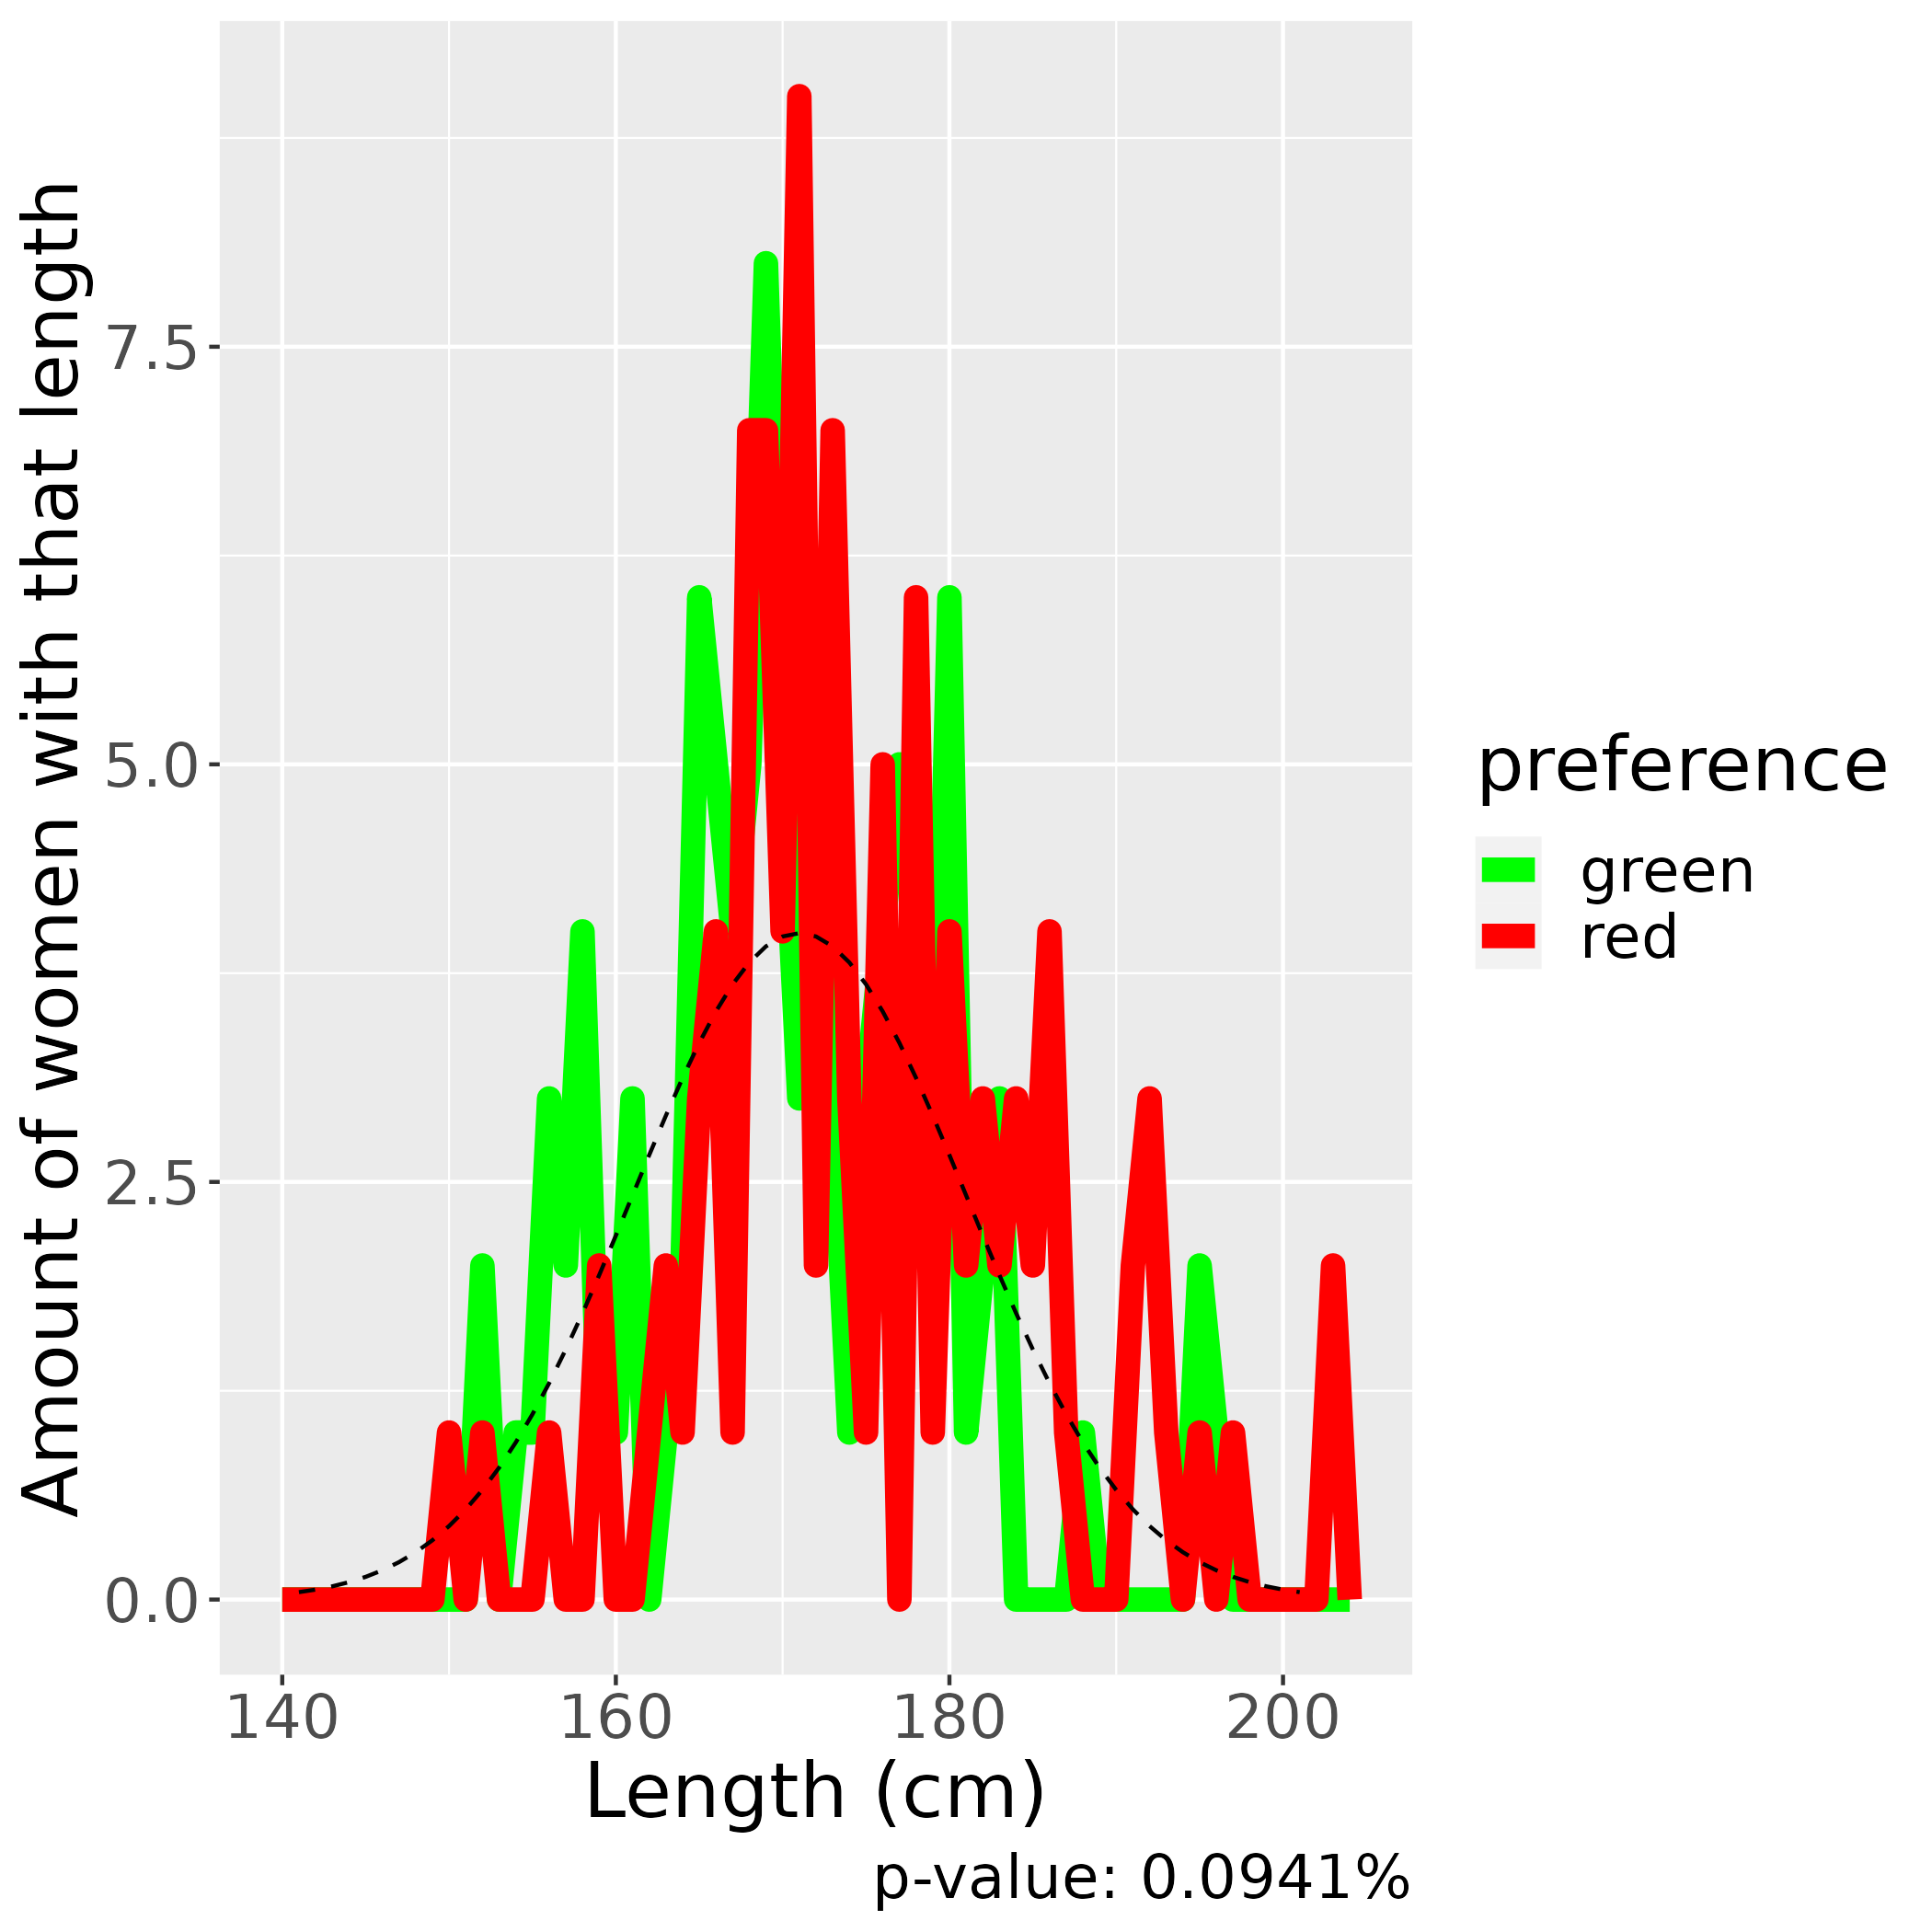 Amount of women with that length
7.5
5.0
2.5
0.0
140 160 180 200
Length (cm)
p-value: 0.0941%
preference
green
red